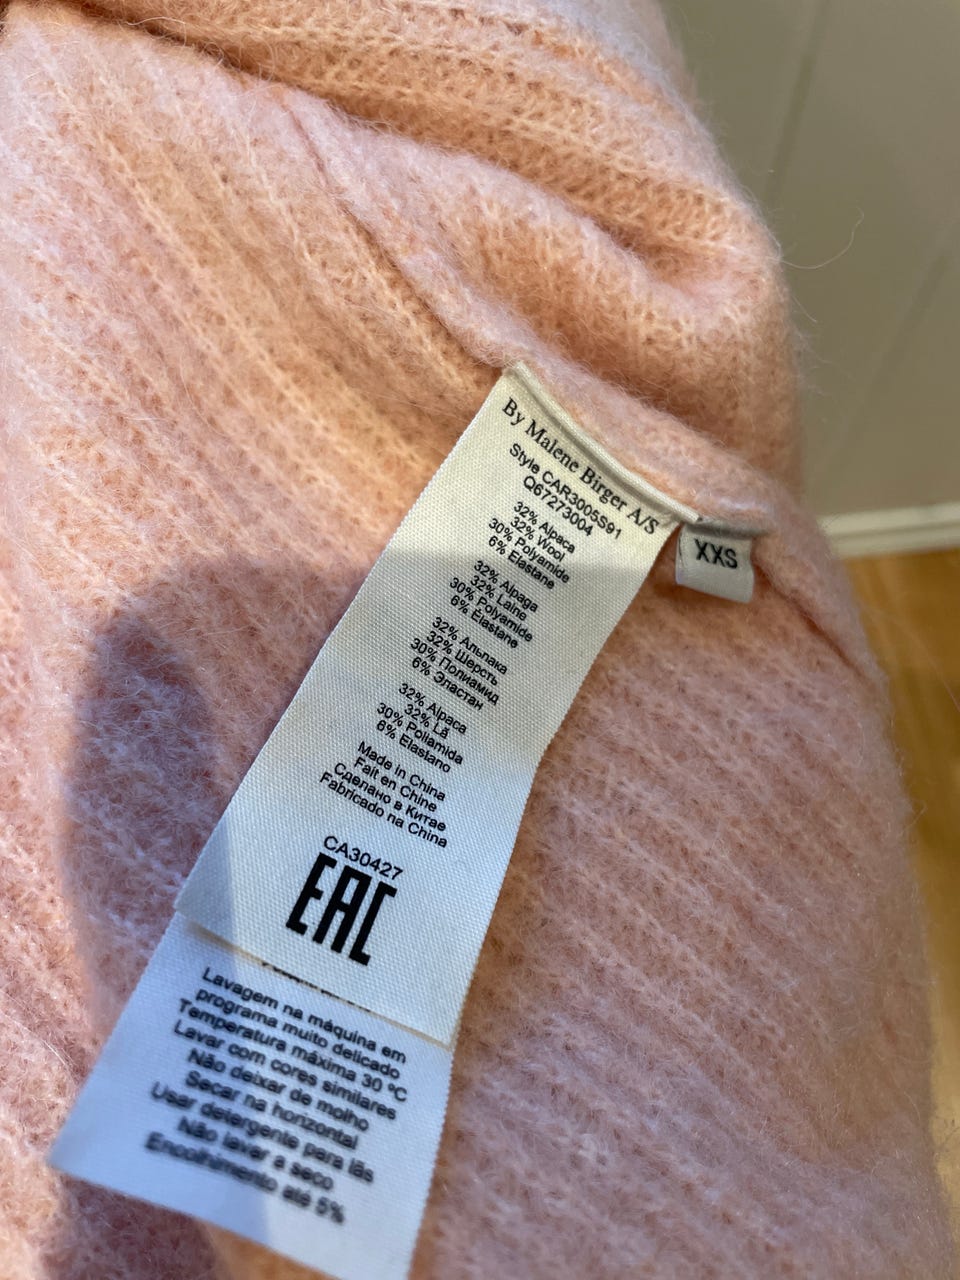 By Malene Birger A/S
Style CAR3005S91
Q67273004
32% Alpaca
32% Wool
30% Polyamide
6% Elastane
32% Alpaga
32% Laine
30% Polyamide
6% Élastane
32% Альпака
32% Шерсть
30% Полиамид
6% Эластан
32% Alpaca
32% Lã
30% Poliamida
6% Elastano
Made in China
Fait en Chine
Сделано в Китае
Fabricado na China
CA30427
EAC
XXS
Lavagem na máquina em
programa muito delicado
Temperatura máxima 30 ºC
Lavar com cores similares
Não deixar de molho
Secar na horizontal
Usar detergente para lãs
Não lavar a seco
Encolhimento até 5%